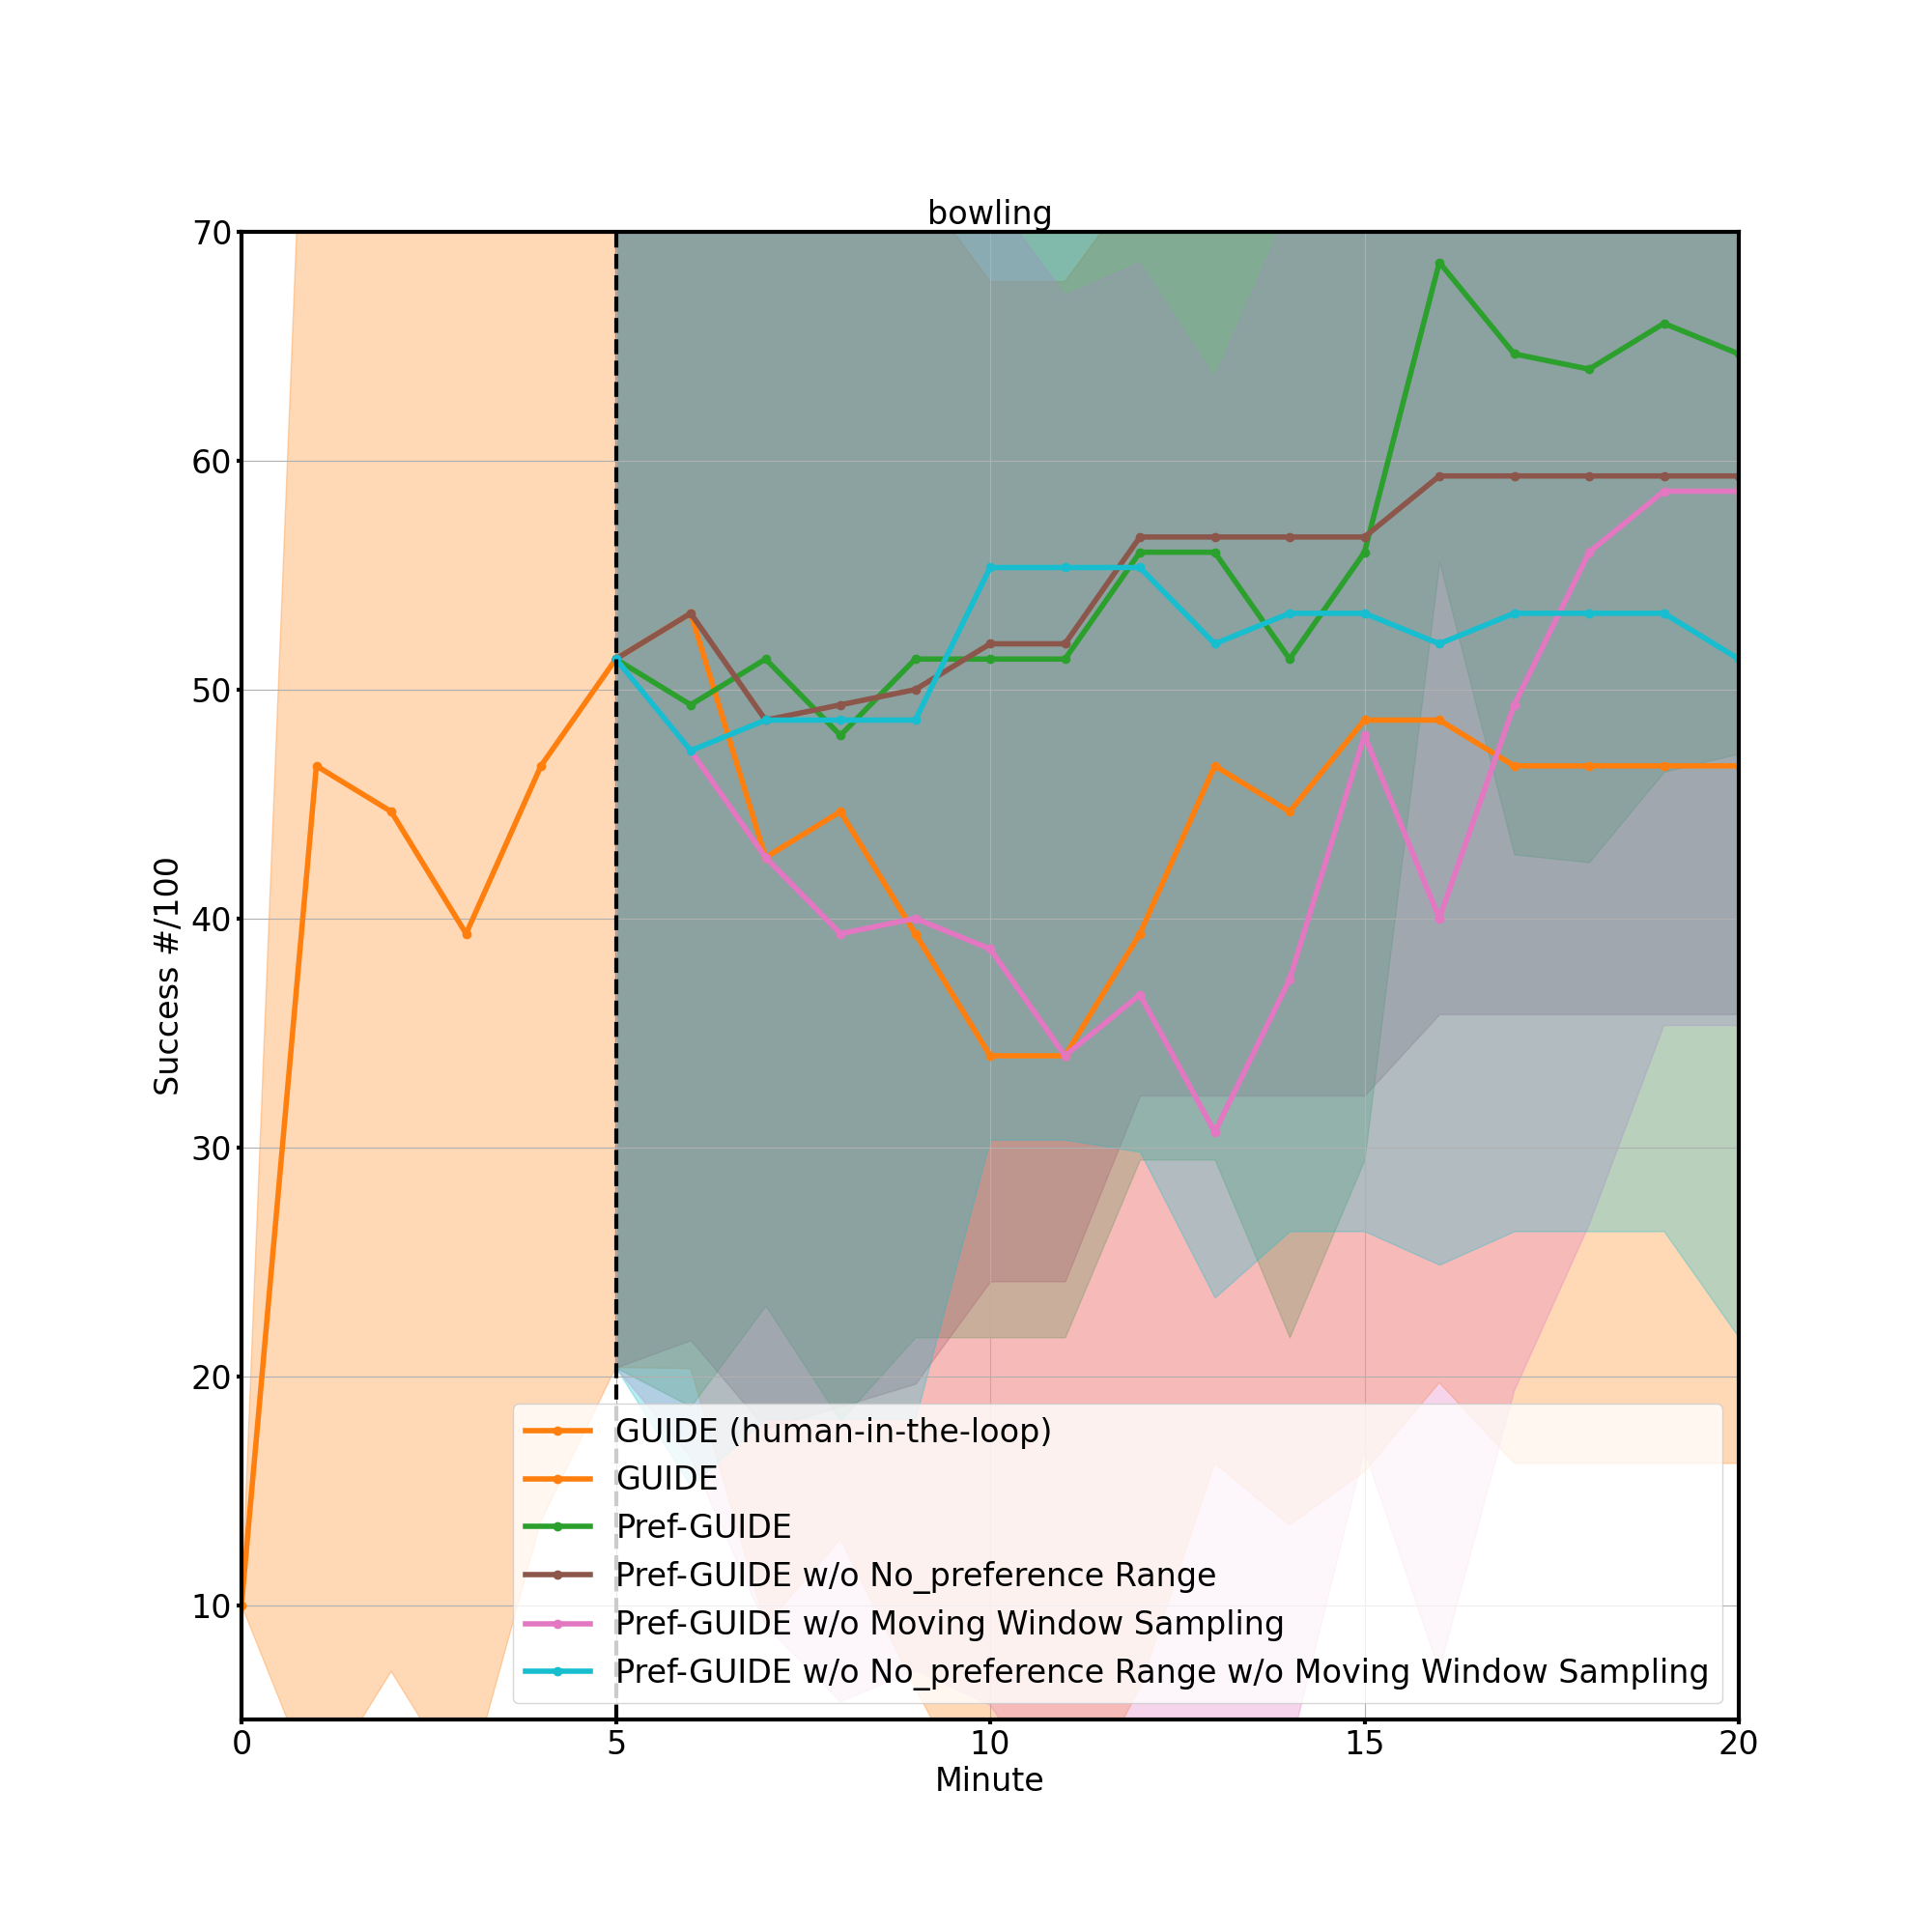 bowling
70
60
50
40
30
20
10
Success #/100
GUIDE (human-in-the-loop)
GUIDE
Pref-GUIDE
Pref-GUIDE w/o No_preference Range
Pref-GUIDE w/o Moving Window Sampling
Pref-GUIDE w/o No_preference Range w/o Moving Window Sampling
0 5 10 15 20
Minute